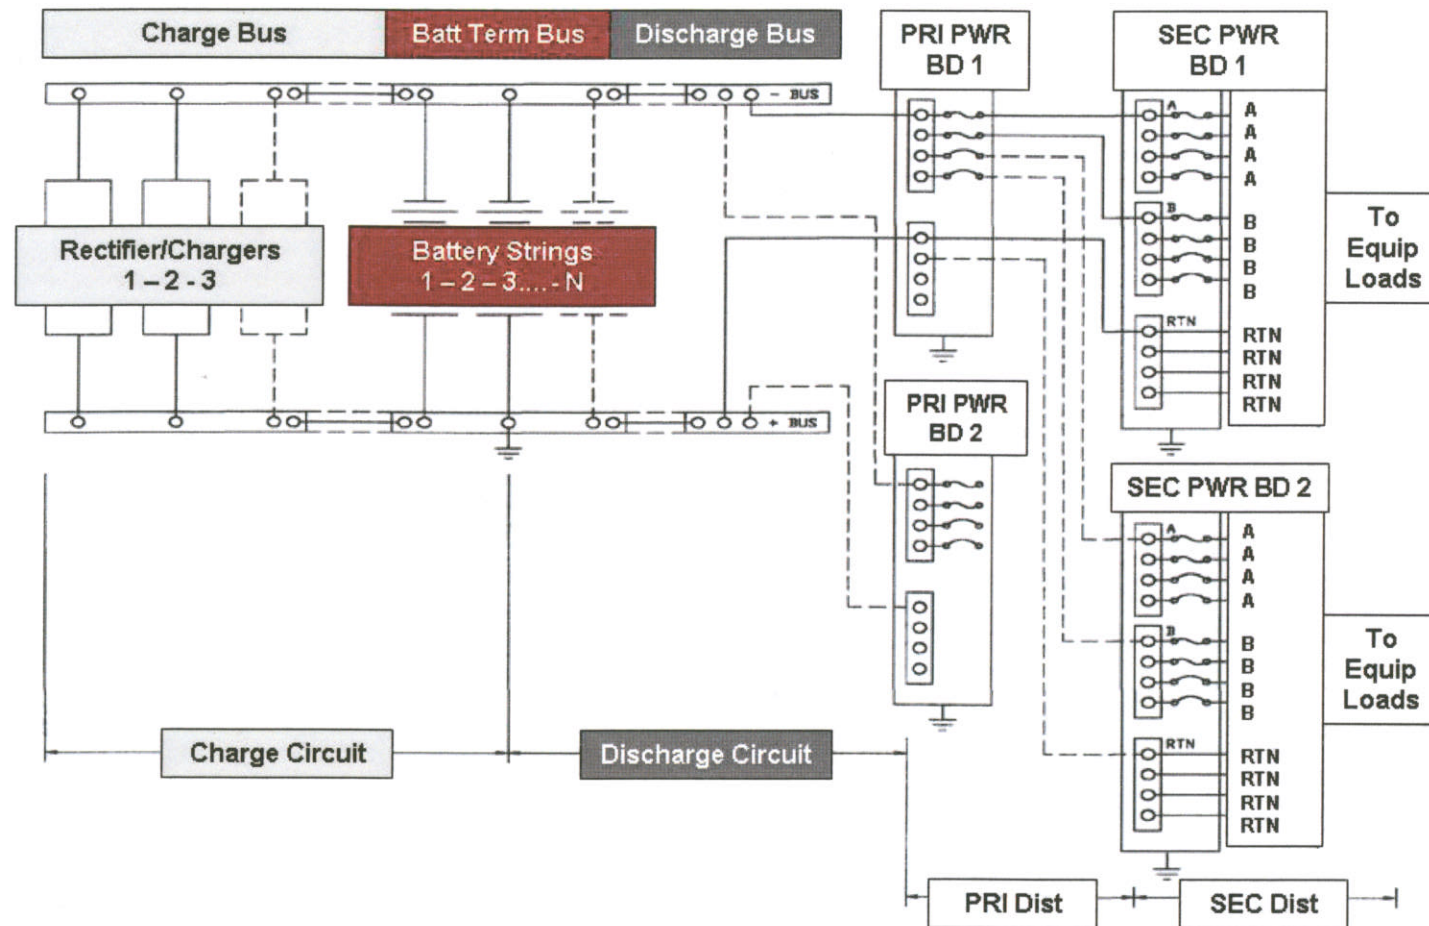 Charge Bus
Batt Term Bus
Discharge Bus
- BUS
Rectifier/Chargers
1 – 2 - 3
Battery Strings
1 – 2 – 3....- N
+ BUS
Charge Circuit
Discharge Circuit
PRI PWR
BD 1
PRI PWR
BD 2
SEC PWR
BD 1
A
A
A
A
A
B
B
B
B
B
RTN
RTN
RTN
RTN
RTN
To
Equip
Loads
SEC PWR BD 2
A
A
A
A
A
B
B
B
B
B
RTN
RTN
RTN
RTN
RTN
To
Equip
Loads
PRI Dist
SEC Dist